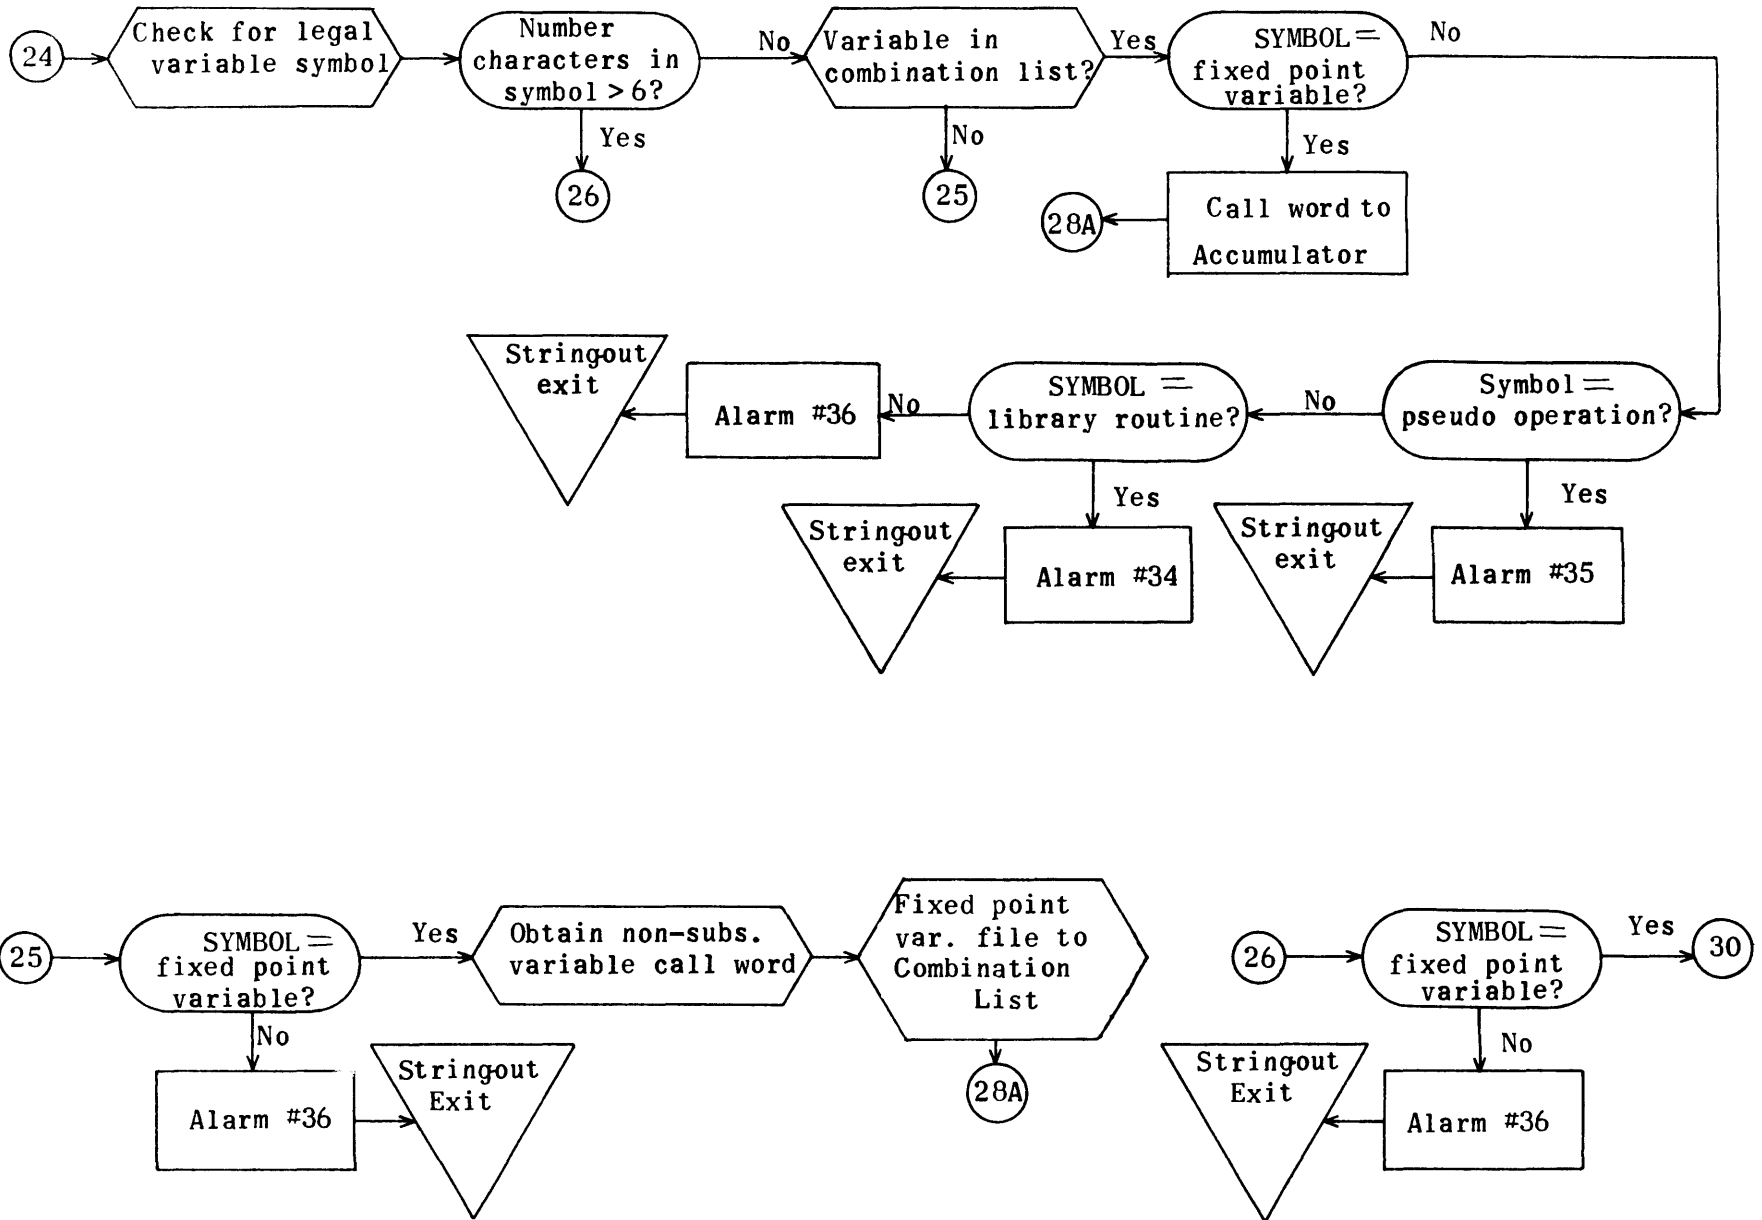 24
Check for legal
variable symbol
Number
characters in
symbol > 6?
Yes
26
No
Variable in
combination list?
No
25
Yes
SYMBOL =
fixed point
variable?
No
Yes
Call word to
Accumulator
28A
Symbol =
pseudo operation?
Yes
Alarm #35
Stringout
exit
No
SYMBOL =
library routine?
Yes
Alarm #34
Stringout
exit
No
Alarm #36
Stringout
exit
25
SYMBOL =
fixed point
variable?
No
Alarm #36
Stringout
Exit
Yes
Obtain non-subs.
variable call word
Fixed point
var. file to
Combination
List
28A
26
SYMBOL =
fixed point
variable?
Yes
30
No
Alarm #36
Stringout
Exit